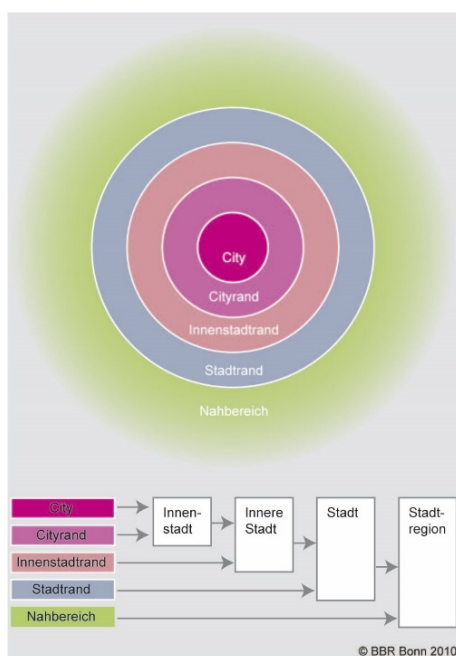 City
Cityrand
Innenstadtrand
Stadtrand
Nahbereich
City
Cityrand
Innenstadtrand
Stadtrand
Nahbereich
Innen-
stadt
Innere
Stadt
Stadt
Stadt-
region
© BBR Bonn 2010